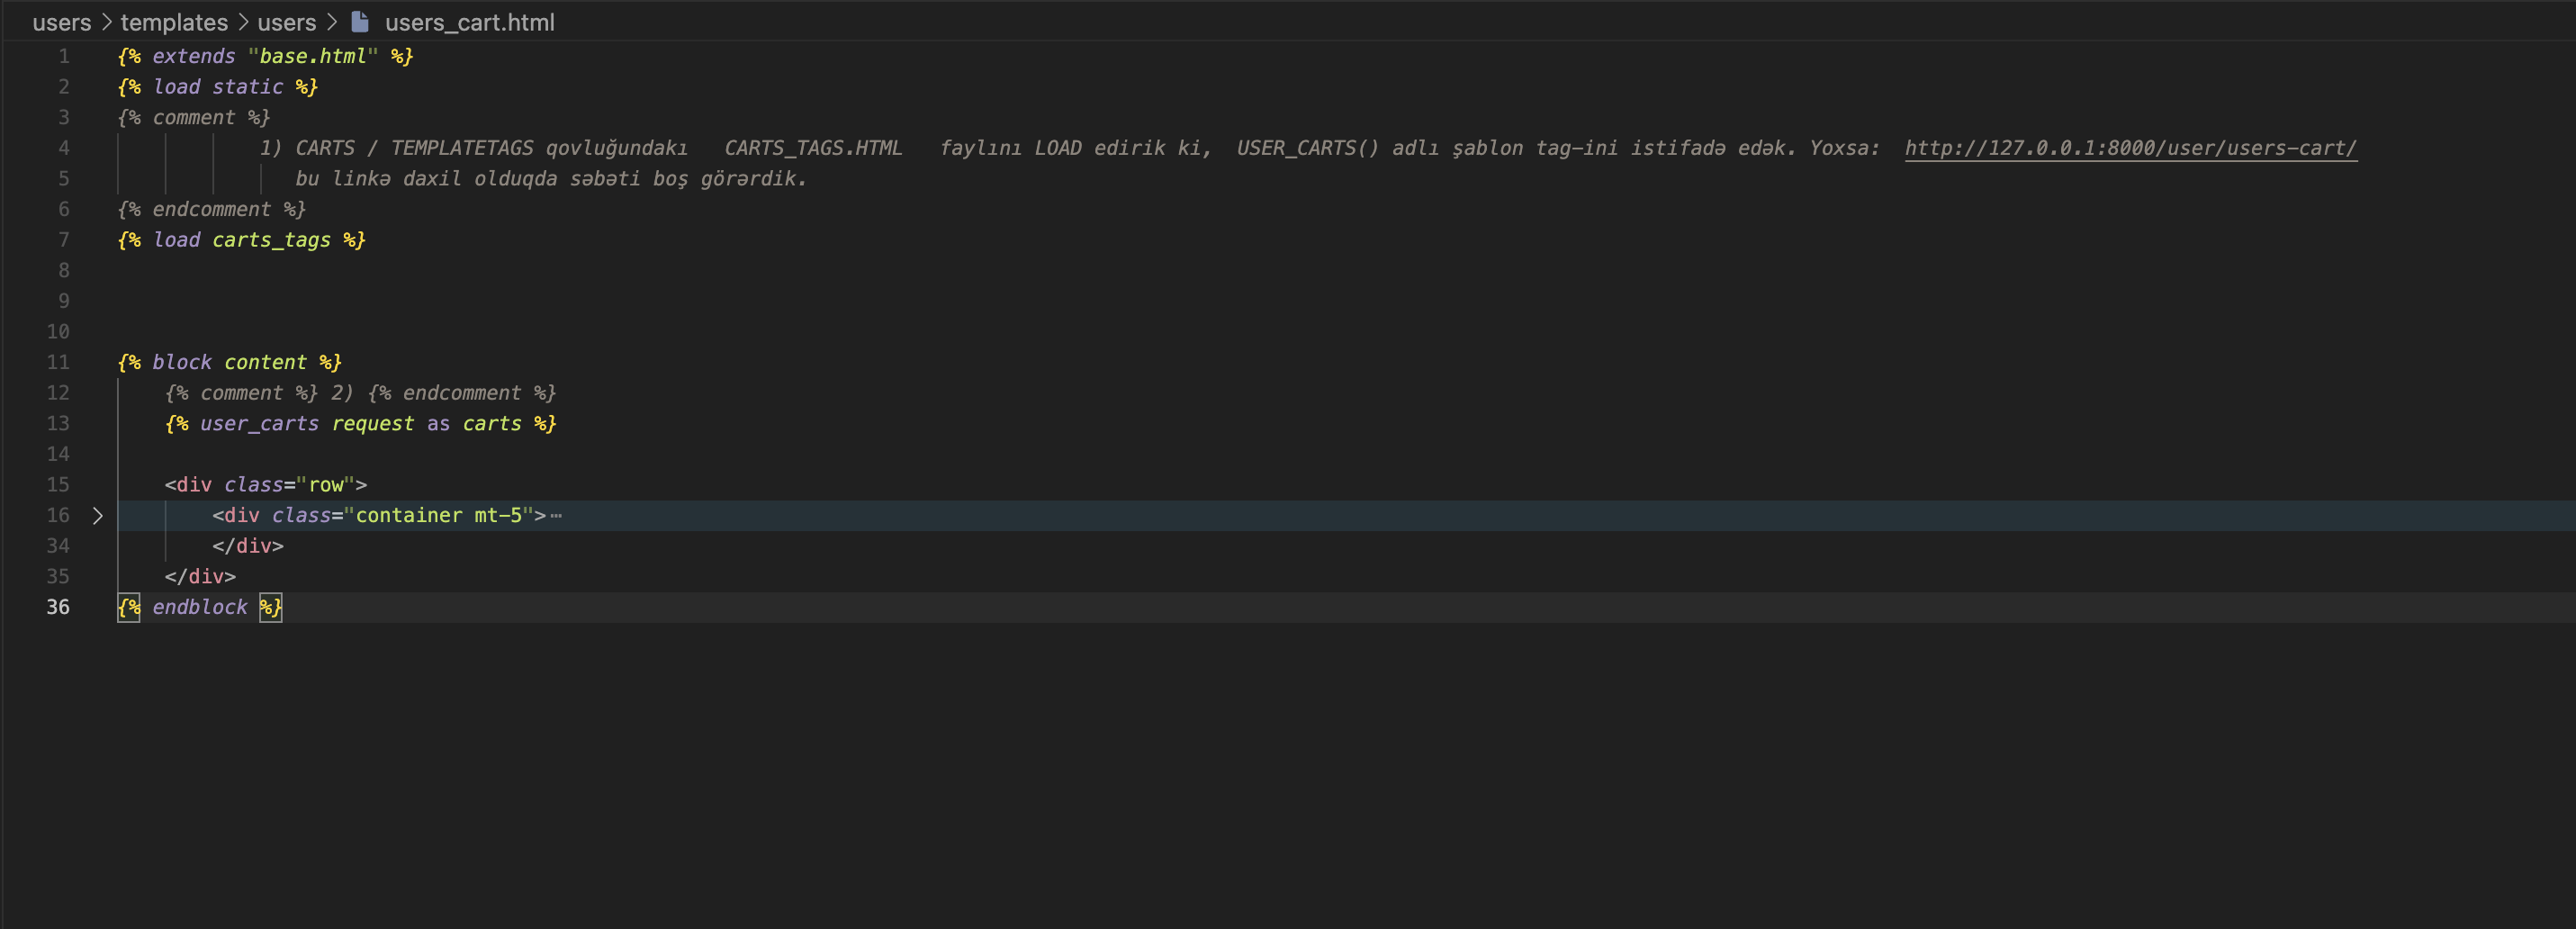 users > templates > users > users_cart.html
1 {% extends "base.html" %}
2 {% load static %}
3 {% comment %}
4 1) CARTS / TEMPLATETAGS qovluğundakı   CARTS_TAGS.HTML   faylını LOAD edirik ki,  USER_CARTS() adlı şablon tag-ini istifadə edək. Yoxsa:  http://127.0.0.1:8000/user/users-cart/
5 bu linkə daxil olduqda səbəti boş görərdik.
6 {% endcomment %}
7 {% load carts_tags %}
8
9
10
11 {% block content %}
12 {% comment %} 2) {% endcomment %}
13 {% user_carts request as carts %}
14
15 <div class="row">
16 > <div class="container mt-5">⋯
34 </div>
35 </div>
36 {% endblock %}